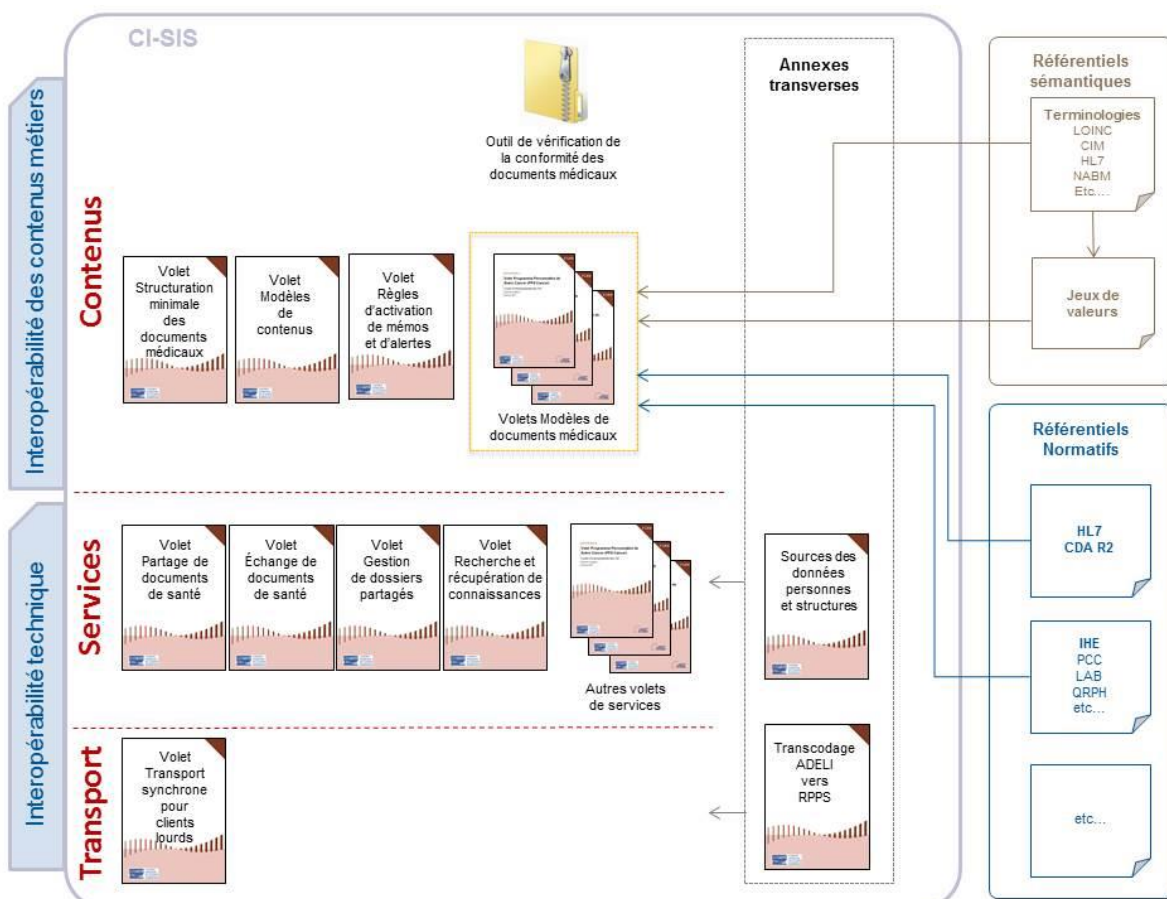 CI-SIS
Interopérabilité des contenus métiers
Interopérabilité technique
Contenus
Services
Transport
Outil de vérification de
la conformité des
documents médicaux
Annexes
transverses
Volet
Structuration
minimale
des
documents
médicaux
Volet
Modèles
de
contenus
Volet
Règles
d'activation
de mémos
et d'alertes
Volets Modèles de
documents médicaux
Volet
Partage de
documents
de santé
Volet
Échange de
documents
de santé
Volet
Gestion
de dossiers
partagés
Volet
Recherche et
récupération de
connaissances
Autres volets
de services
Sources des
données
personnes
et structures
Volet
Transport
synchrone
pour
clients
lourds
Transcodage
ADELI
vers
RPPS
Référentiels
sémantiques
Terminologies
LOINC
CIM
HL7
NABM
Etc....
Jeux de
valeurs
Référentiels
Normatifs
HL7
CDA R2
IHE
PCC
LAB
QRPH
etc...
etc...